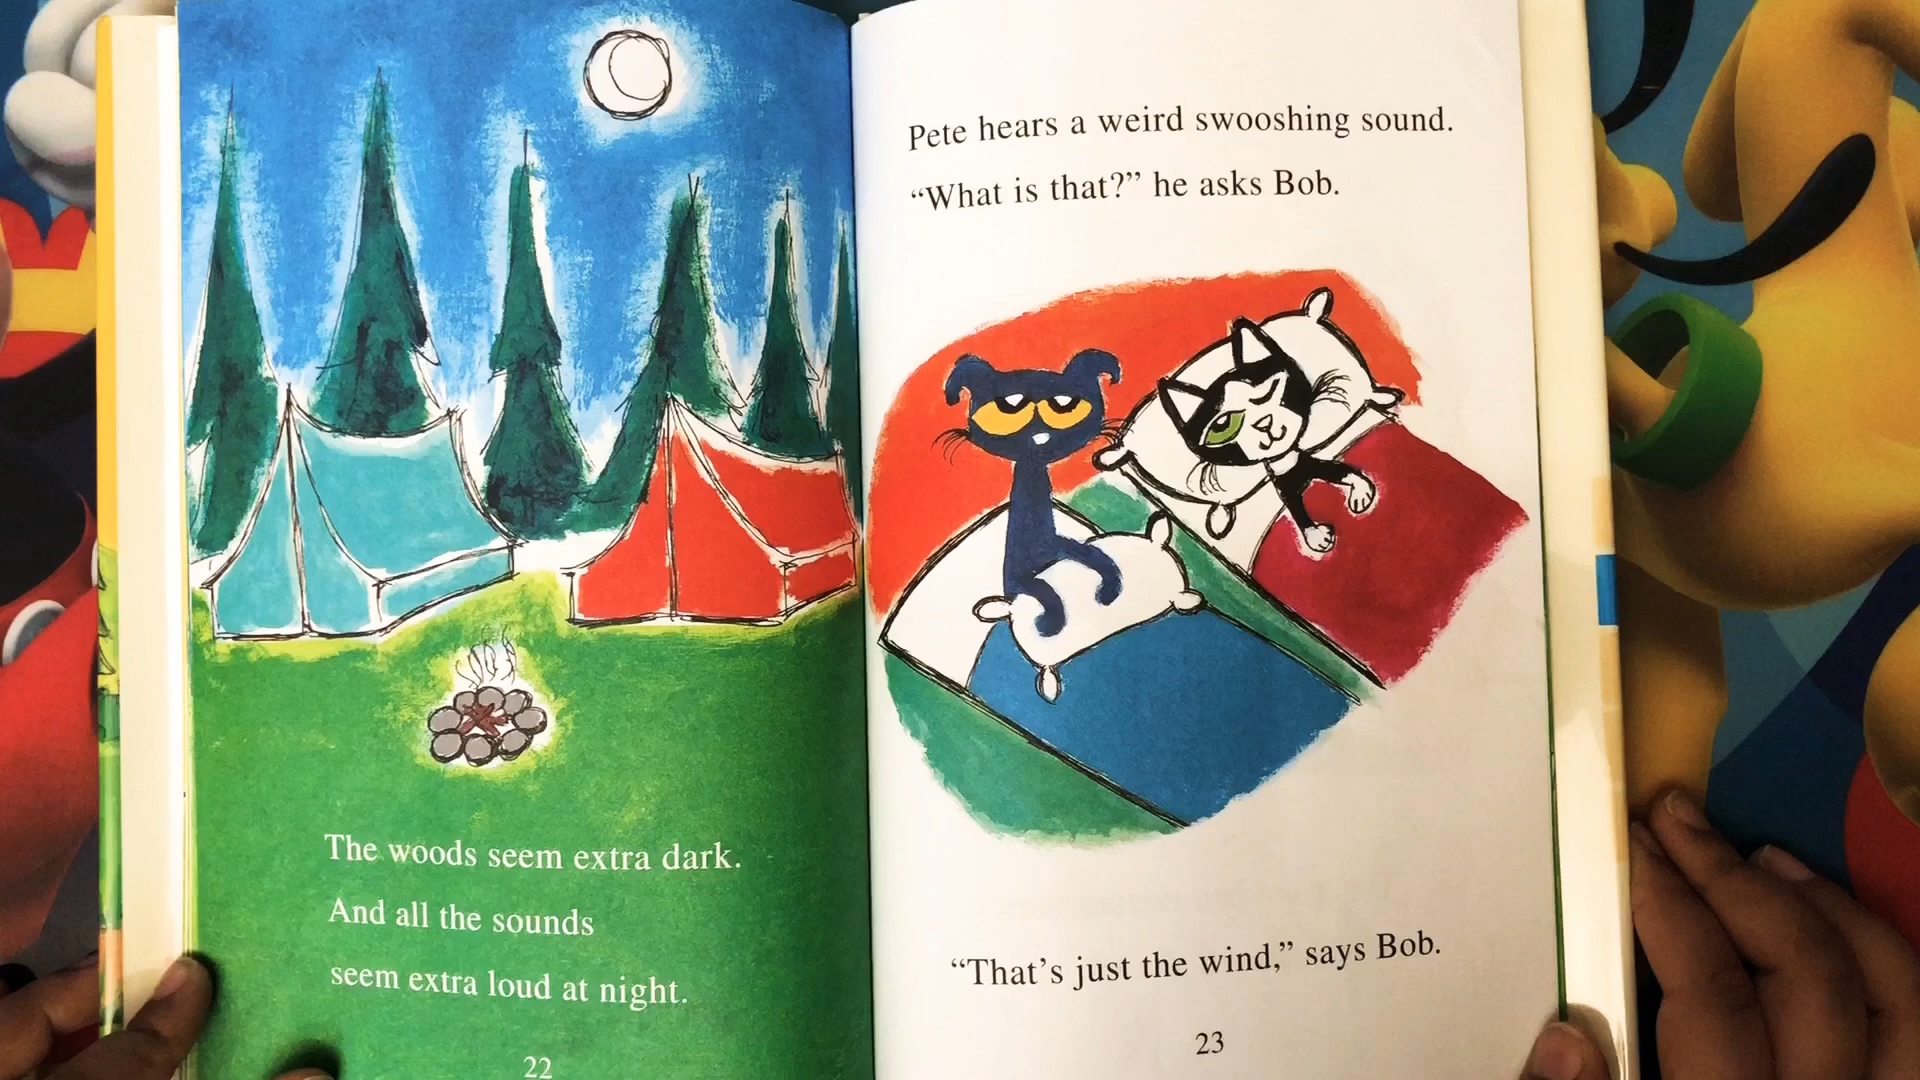 The woods seem extra dark.
And all the sounds
seem extra loud at night.
22
Pete hears a weird swooshing sound.
“What is that?” he asks Bob.
“That’s just the wind,” says Bob.
23